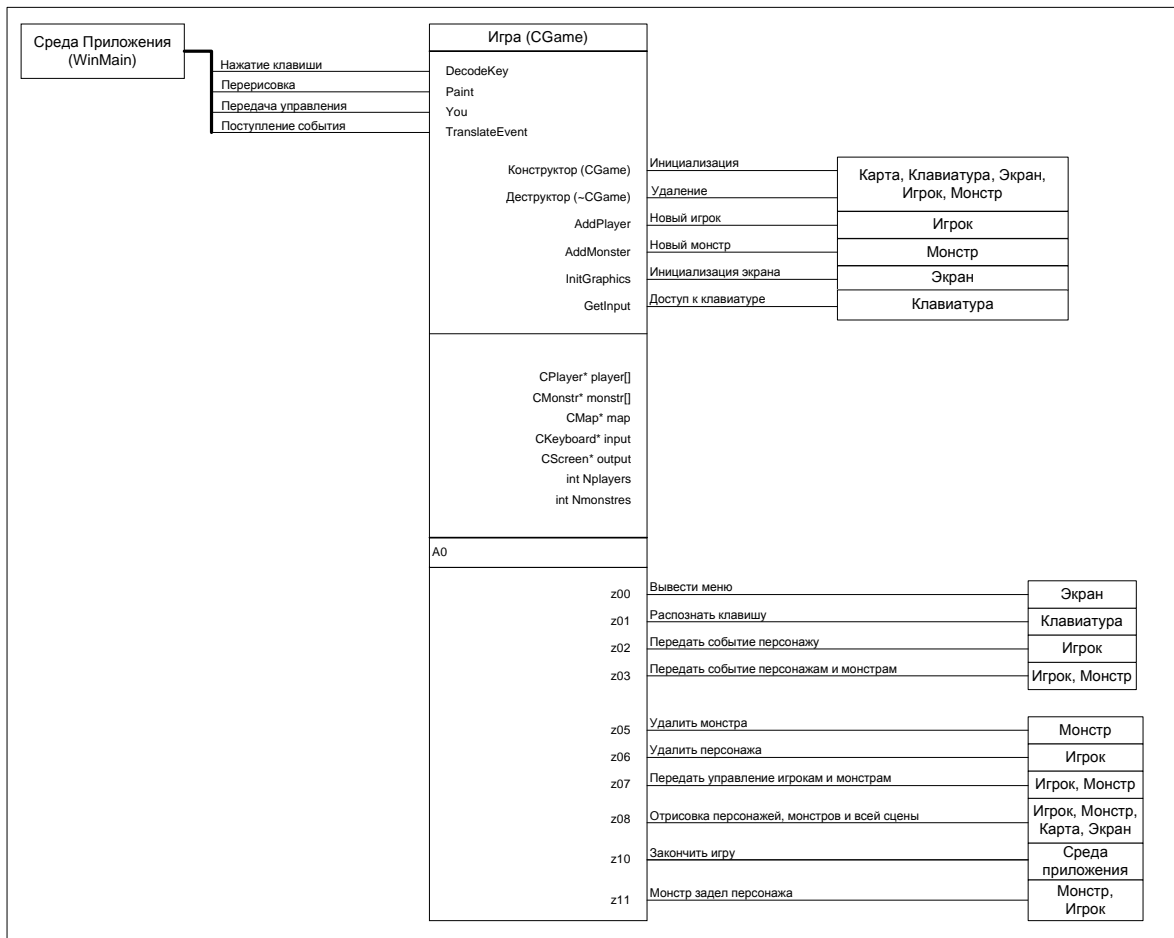 Среда Приложения
(WinMain)
Игра (CGame)
Нажатие клавиши
DecodeKey
Перерисовка
Paint
Передача управления
You
Поступление события
TranslateEvent
Конструктор (CGame)
Инициализация
Карта, Клавиатура, Экран,
Игрок, Монстр
Деструктор (~CGame)
Удаление
AddPlayer
Новый игрок
Игрок
AddMonster
Новый монстр
Монстр
InitGraphics
Инициализация экрана
Экран
GetInput
Доступ к клавиатуре
Клавиатура
CPlayer* player[]
CMonstr* monstr[]
CMap* map
CKeyboard* input
CScreen* output
int Nplayers
int Nmonstres
A0
z00
Вывести меню
Экран
z01
Распознать клавишу
Клавиатура
z02
Передать событие персонажу
Игрок
z03
Передать событие персонажам и монстрам
Игрок, Монстр
z05
Удалить монстра
Монстр
z06
Удалить персонажа
Игрок
z07
Передать управление игрокам и монстрам
Игрок, Монстр
z08
Отрисовка персонажей, монстров и всей сцены
Игрок, Монстр,
Карта, Экран
z10
Закончить игру
Среда
приложения
z11
Монстр задел персонажа
Монстр,
Игрок